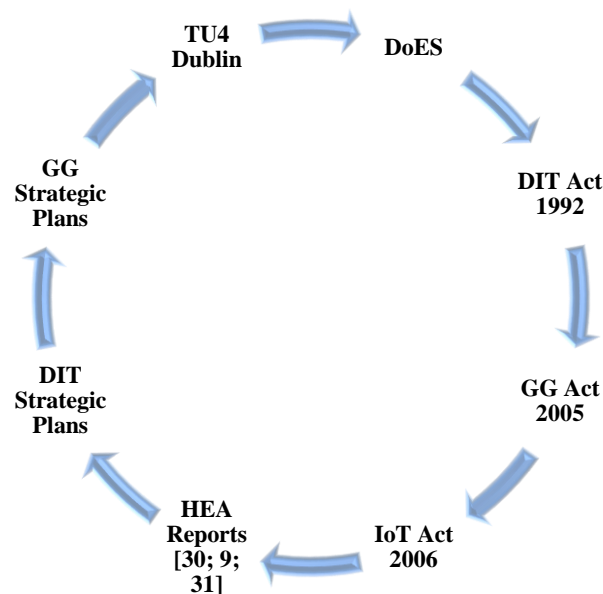 TU4
Dublin
DoES
DIT Act
1992
GG Act
2005
IoT Act
2006
HEA
Reports
[30; 9;
31]
DIT
Strategic
Plans
GG
Strategic
Plans